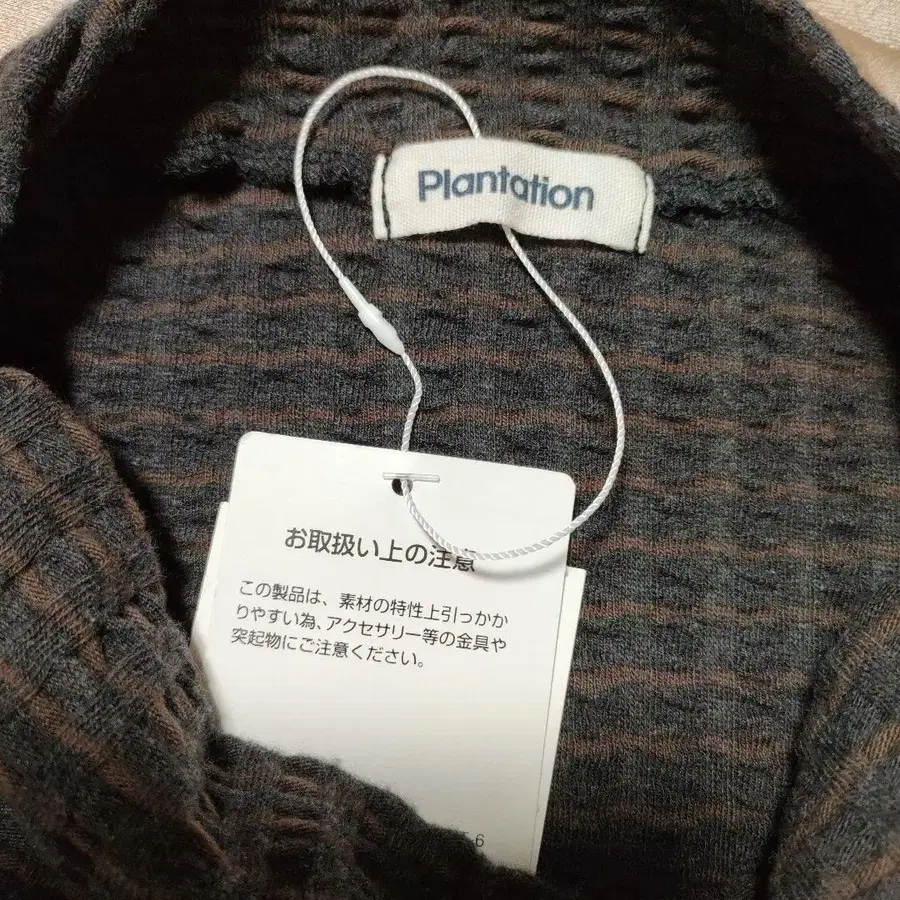 Plantation
お取扱い上の注意
この製品は、素材の特性上引っかか
りやすい為、アクセサリー等の金具や
突起物にご注意ください。
-6